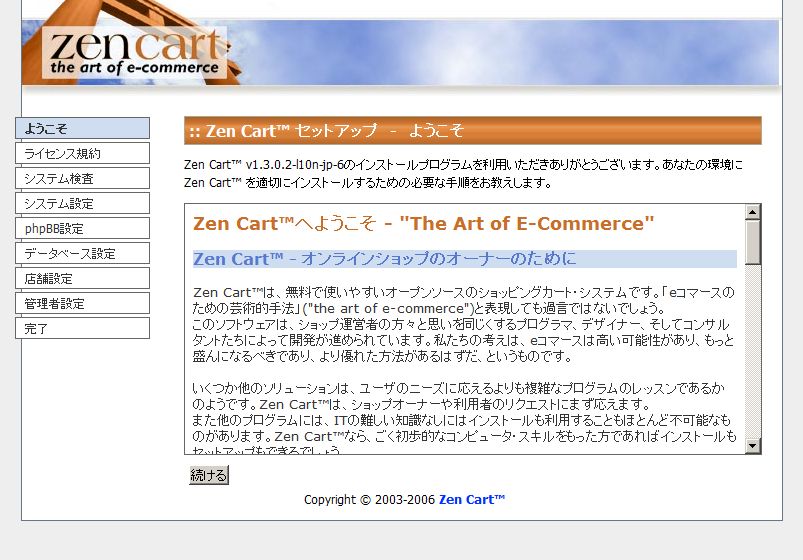 zen cart
the art of e-commerce
ようこそ
ライセンス規約
システム検査
システム設定
phpBB設定
データベース設定
店舗設定
管理者設定
完了
:: Zen Cart™ セットアップ - ようこそ
Zen Cart™ v1.3.0.2-l10n-jp-6のインストールプログラムを利用いただきありがとうございます。あなたの環境に
Zen Cart™ を適切にインストールするための必要な手順をお教えします。
Zen Cart™へようこそ - "The Art of E-Commerce"
Zen Cart™ - オンラインショップのオーナーのために
Zen Cart™は、無料で使いやすいオープンソースのショッピングカート・システムです。「eコマースの
ための芸術的手法」("the art of e-commerce")と表現しても過言ではないでしょう。
このソフトウェアは、ショップ運営者の方々と思いを同じくするプログラマ、デザイナー、そしてコンサル
タントたちによって開発が進められています。私たちの考えは、eコマースは高い可能性があり、もっと
盛んになるべきであり、より優れた方法があるはずだ、というものです。
いくつか他のソリューションは、ユーザのニーズに応えるよりも複雑なプログラムのレッスンであるか
のようです。Zen Cart™は、ショップオーナーや利用者のリクエストにまず応えます。
また他のプログラムには、ITの難しい知識なしにはインストールも利用することもほとんど不可能なも
のがあります。Zen Cart™なら、ごく初歩的なコンピュータ・スキルをもった方であればインストールも
セットアップもできるでしょう。
続ける
Copyright © 2003-2006 Zen Cart™